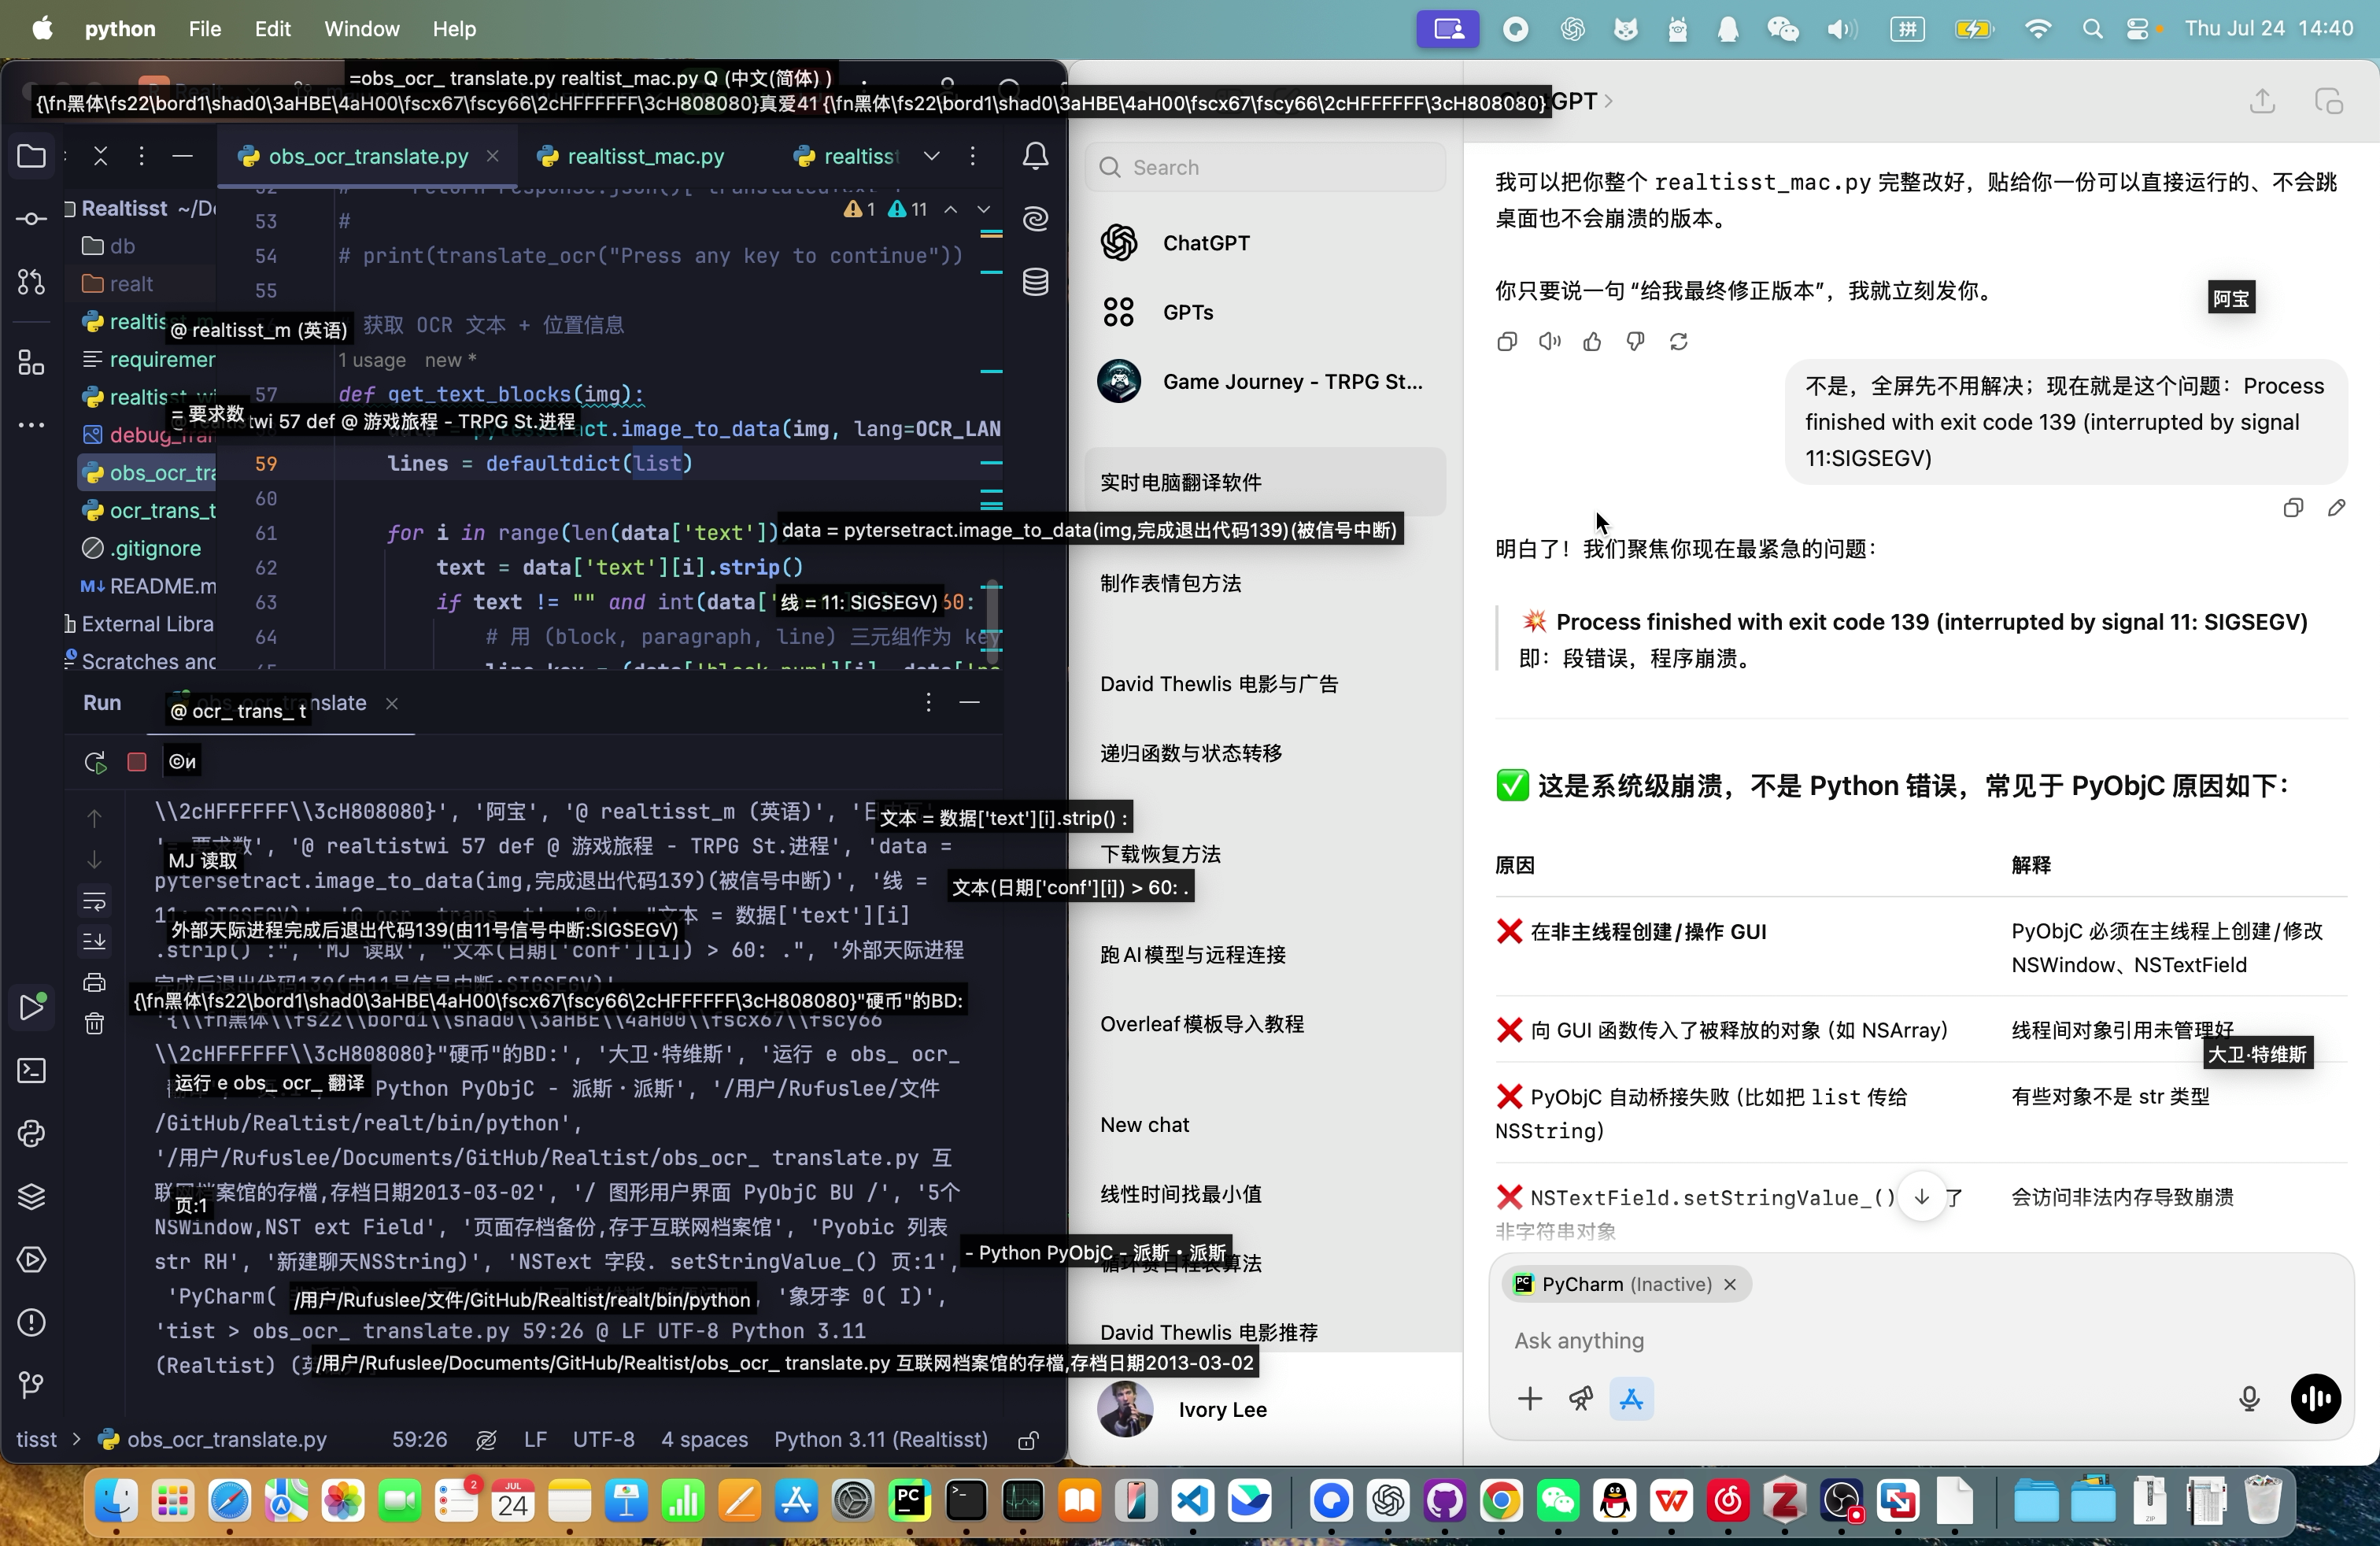 python File Edit Window Help 拼 Thu Jul 24 14:40
=obs_ocr_ translate.py realtist_mac.py Q (中文(简体) )
{\fn黑体\fs22\bord1\shad0\3aHBE\4aH00\fscx67\fscy66\2cHFFFFFF\3cH808080}真爱41 {\fn黑体\fs22\bord1\shad0\3aHBE\4aH00\fscx67\fscy66\2cHFFFFFF\3cH808080}
GPT
obs_ocr_translate.py
realtisst_mac.py
realtisst
Realtisst ~/D
db
realt
realtis
requiremer
realtisst_wi
debug_
obs_ocr_tra
ocr_trans_t
.gitignore
README.m
External Libra
Scratches and
@ realtisst_m (英语)
= 要求数
57 def @ 游戏旅程 - TRPG St.进程
1 11
53 #
54 # print(translate_ocr("Press any key to continue"))
55
获取 OCR 文本 + 位置信息
1 usage new *
57 def get_text_blocks(img):
.image_to_data(img, lang=OCR_LAN
59 lines = defaultdict(list)
60
61 for i in range(len(data['text'])
data = pytersetract.image_to_data(img,完成退出代码139)(被信号中断)
62 text = data['text'][i].strip()
63 if text != "" and int(data['
线 = 11: SIGSEGV)
60:
64 # 用 (block, paragraph, line) 三元组作为 key
Run
nslate
@ ocr_ trans_ t
©и
\\2cHFFFFFF\\3cH808080}', '阿宝', '@ realtisst_m (英语)',
文本 = 数据['text'][i].strip() :
要求数', '@ realtistwi 57 def @ 游戏旅程 - TRPG St.进程', 'data =
MJ 读取
pytersetract.image_to_data(img,完成退出代码139)(被信号中断)', '线 =
文本(日期['conf'][i]) > 60: .
"文本 = 数据['text'][i]
外部天际进程完成后退出代码139(由11号信号中断:SIGSEGV)
.strip() :", 'MJ 读取', "文本(日期['conf'][i]) > 60: .", '外部天际进程
{\fn黑体\fs22\bord1\shad0\3aHBE\4aH00\fscx67\fscy66\2cHFFFFFF\3cH808080}"硬币"的BD:
'{\\fn黑体\\fs22\\bord1\\shad0\\3aHBE\\4aH00\\fscx67\\fscy66
\\2cHFFFFFF\\3cH808080}"硬币"的BD:', '大卫·特维斯', '运行 e obs_ ocr_
运行 e obs_ ocr_ 翻译
Python PyObjC - 派斯・派斯', '/用户/Rufuslee/文件
/GitHub/Realtist/realt/bin/python',
'/用户/Rufuslee/Documents/GitHub/Realtist/obs_ocr_ translate.py 互
联网档案馆的存檔,存档日期2013-03-02', '/ 图形用户界面 PyObjC BU /', '5个
页:1
NSWindow,NST ext Field', '页面存档备份,存于互联网档案馆', 'Pyobic 列表
str RH', '新建聊天NSString)', 'NSText 字段. setStringValue_() 页:1',
- Python PyObjC - 派斯・派斯
'PyCharm(
/用户/Rufuslee/文件/GitHub/Realtist/realt/bin/python
, '象牙李 0( I)',
'tist > obs_ocr_ translate.py 59:26 @ LF UTF-8 Python 3.11
(Realtist) (英
/用户/Rufuslee/Documents/GitHub/Realtist/obs_ocr_ translate.py 互联网档案馆的存檔,存档日期2013-03-02
tisst > obs_ocr_translate.py 59:26 LF UTF-8 4 spaces Python 3.11 (Realtisst)
Search
ChatGPT
GPTs
Game Journey - TRPG St...
实时电脑翻译软件
制作表情包方法
David Thewlis 电影与广告
递归函数与状态转移
下载恢复方法
跑AI模型与远程连接
Overleaf模板导入教程
New chat
线性时间找最小值
循环赛日程表算法
David Thewlis 电影推荐
Ivory Lee
我可以把你整个 realtisst_mac.py 完整改好，贴给你一份可以直接运行的、不会跳
桌面也不会崩溃的版本。
你只要说一句 “给我最终修正版本”，我就立刻发你。
阿宝
不是，全屏先不用解决；现在就是这个问题：Process
finished with exit code 139 (interrupted by signal
11:SIGSEGV)
明白了！我们聚焦你现在最紧急的问题：
💥 Process finished with exit code 139 (interrupted by signal 11: SIGSEGV)
即：段错误，程序崩溃。
✅ 这是系统级崩溃，不是 Python 错误，常见于 PyObjC 原因如下：
原因 解释
❌ 在非主线程创建/操作 GUI PyObjC 必须在主线程上创建/修改
NSWindow、NSTextField
❌ 向 GUI 函数传入了被释放的对象 (如 NSArray) 线程间对象引用未管理好
大卫·特维斯
❌ PyObjC 自动桥接失败 (比如把 list 传给 有些对象不是 str 类型
NSString)
❌ NSTextField.setStringValue_() 了 会访问非法内存导致崩溃
非字符串对象
PyCharm (Inactive)
Ask anything
2
JUL
24
PC
ZIP